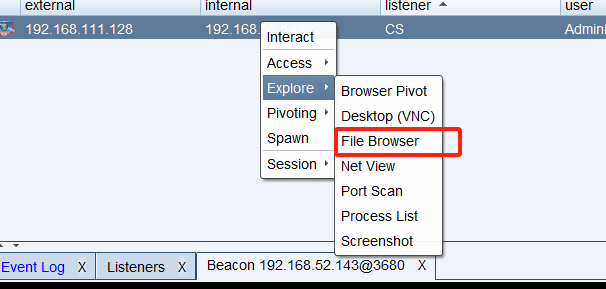 external internal listener user
192.168.111.128 192.168. CS Admini
Interact
Access
Explore
Pivoting
Spawn
Session
Browser Pivot
Desktop (VNC)
File Browser
Net View
Port Scan
Process List
Screenshot
Event Log X Listeners X Beacon 192.168.52.143@3680 X